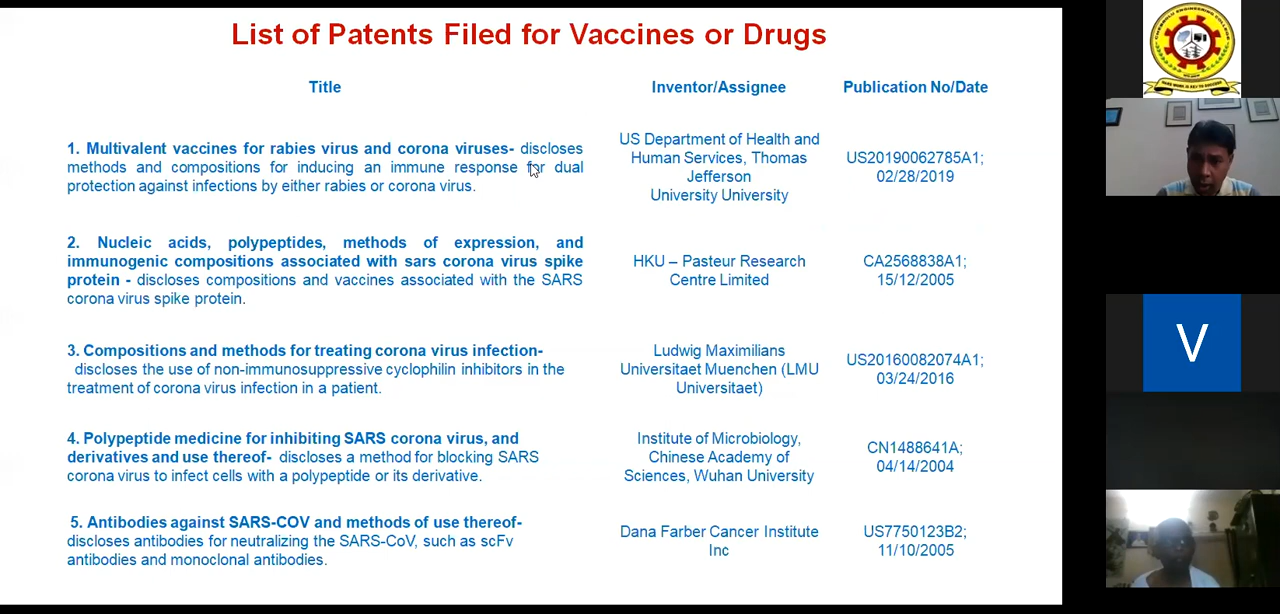 List of Patents Filed for Vaccines or Drugs
Title
Inventor/Assignee
Publication No/Date
1. Multivalent vaccines for rabies virus and corona viruses- discloses
methods and compositions for inducing an immune response for dual
protection against infections by either rabies or corona virus.
US Department of Health and
Human Services, Thomas
Jefferson
University University
US20190062785A1;
02/28/2019
2. Nucleic acids, polypeptides, methods of expression, and
immunogenic compositions associated with sars corona virus spike
protein - discloses compositions and vaccines associated with the SARS
corona virus spike protein.
HKU – Pasteur Research
Centre Limited
CA2568838A1;
15/12/2005
3. Compositions and methods for treating corona virus infection-
discloses the use of non-immunosuppressive cyclophilin inhibitors in the
treatment of corona virus infection in a patient.
Ludwig Maximilians
Universitaet Muenchen (LMU
Universitaet)
US20160082074A1;
03/24/2016
4. Polypeptide medicine for inhibiting SARS corona virus, and
derivatives and use thereof- discloses a method for blocking SARS
corona virus to infect cells with a polypeptide or its derivative.
Institute of Microbiology,
Chinese Academy of
Sciences, Wuhan University
CN1488641A;
04/14/2004
5. Antibodies against SARS-COV and methods of use thereof-
discloses antibodies for neutralizing the SARS-CoV, such as scFv
antibodies and monoclonal antibodies.
Dana Farber Cancer Institute
Inc
US7750123B2;
11/10/2005
V